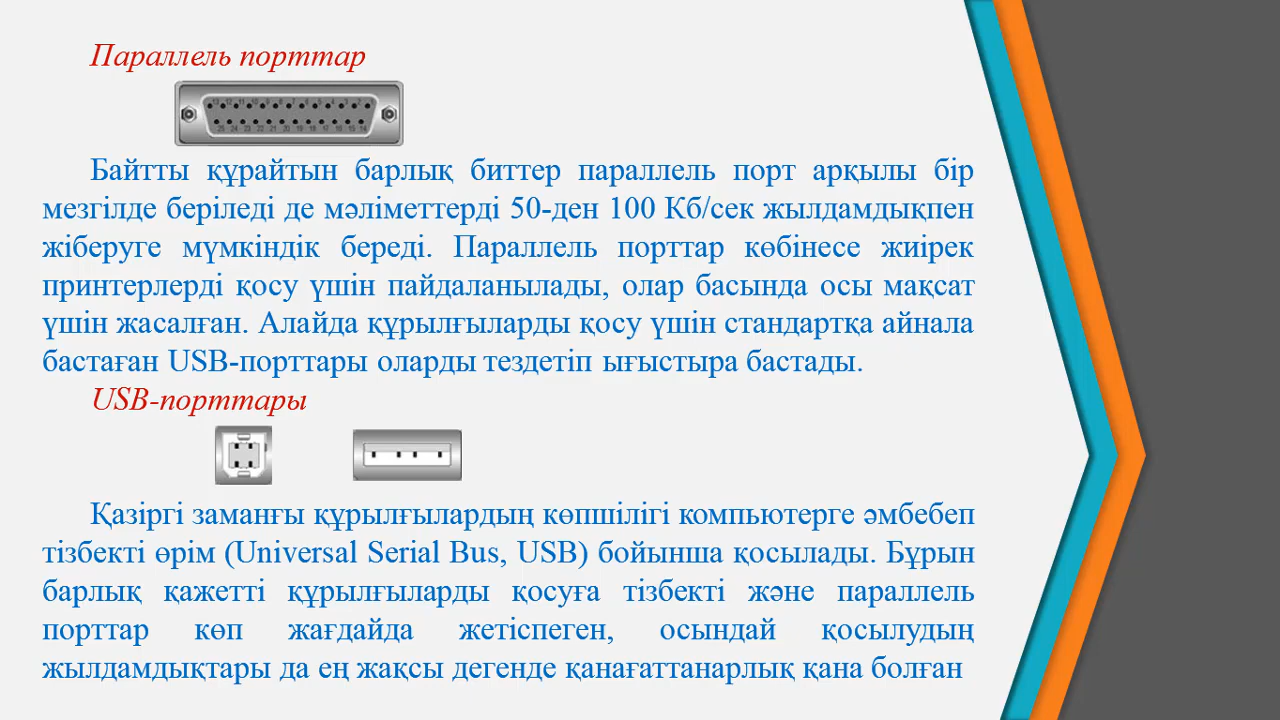 Параллель порттар
Байтты құрайтын барлық биттер параллель порт арқылы бір
мезгілде беріледі де мәліметтерді 50-ден 100 Кб/сек жылдамдықпен
жіберуге мүмкіндік береді. Параллель порттар көбінесе жиірек
принтерлерді қосу үшін пайдаланылады, олар басында осы мақсат
үшін жасалған. Алайда құрылғыларды қосу үшін стандартқа айнала
бастаған USB-порттары оларды тездетіп ығыстыра бастады.
USB-порттары
Қазіргі заманғы құрылғылардың көпшілігі компьютерге әмбебеп
тізбекті өрім (Universal Serial Bus, USB) бойынша қосылады. Бұрын
барлық қажетті құрылғыларды қосуға тізбекті және параллель
порттар көп жағдайда жетіспеген, осындай қосылудың
жылдамдықтары да ең жақсы дегенде қанағаттанарлық қана болған